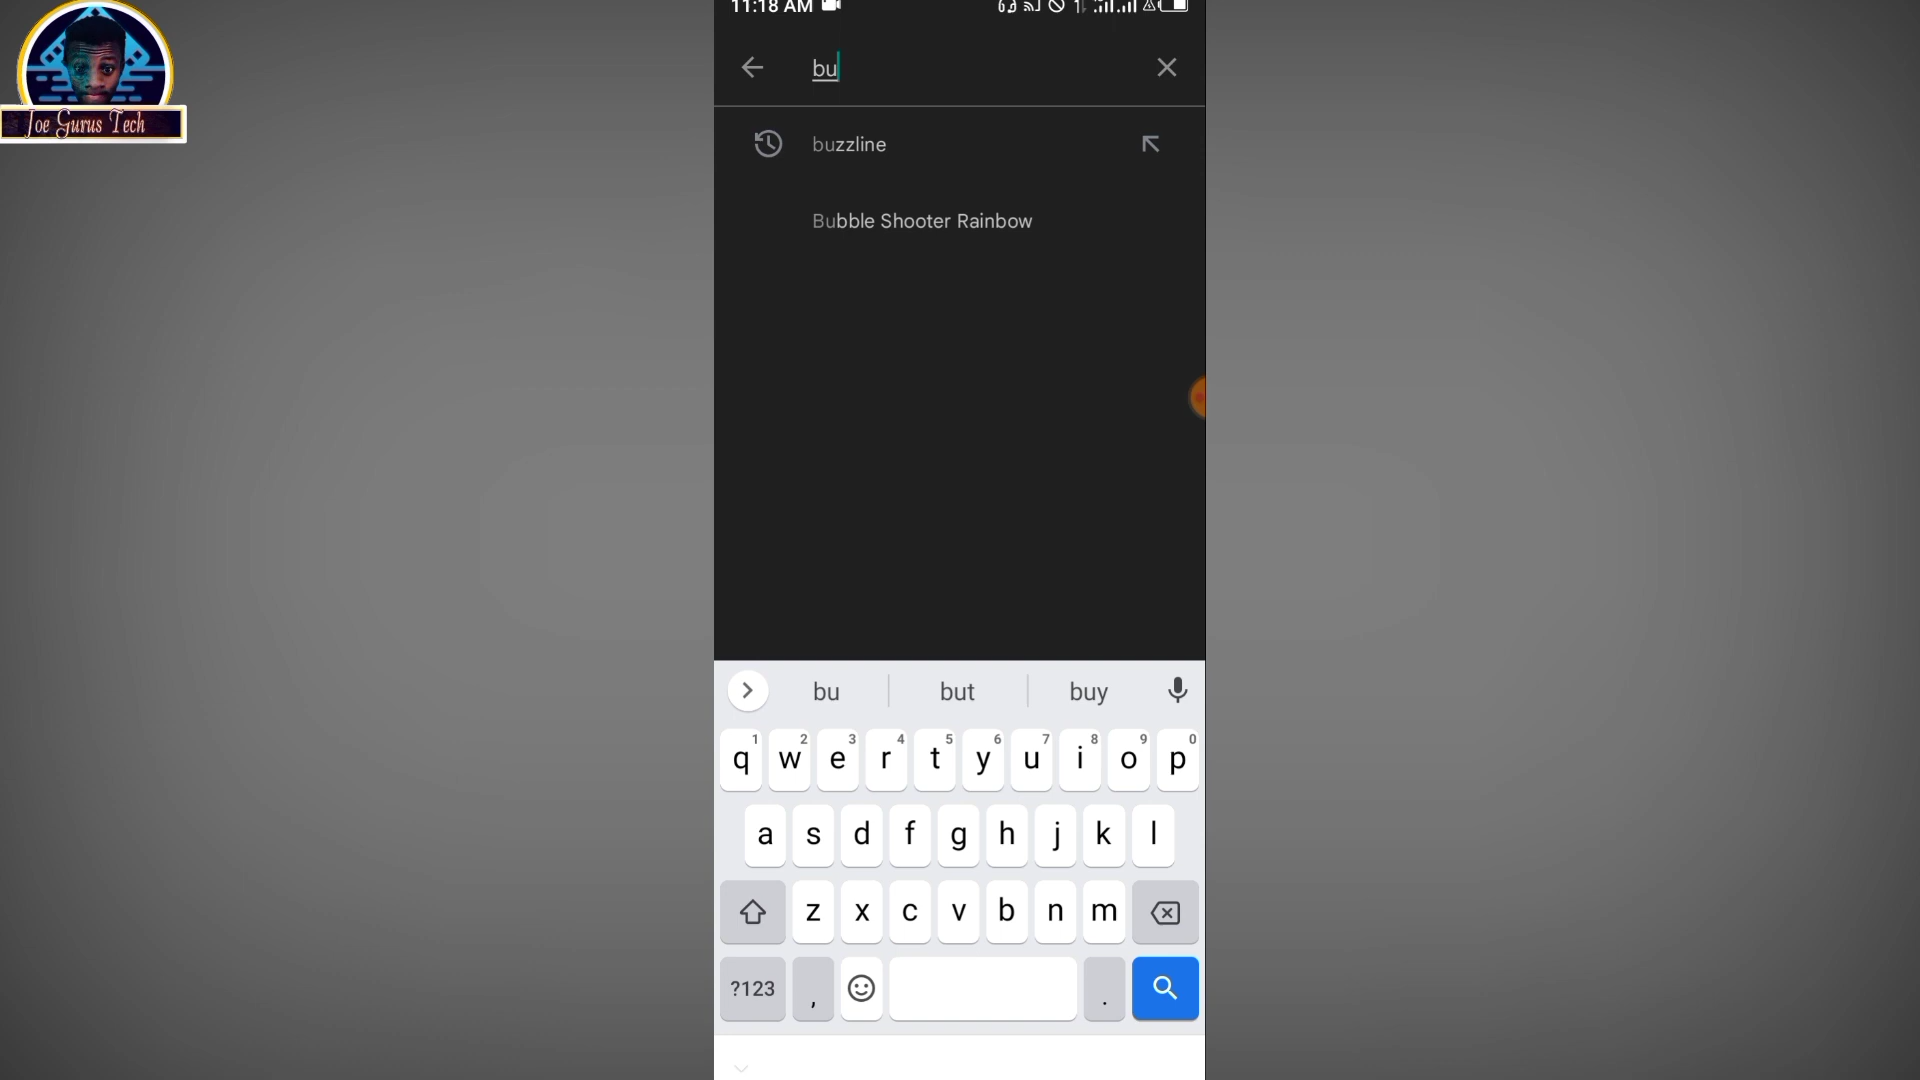 11:18 AM
Joe Gurus Tech
bu
buzzline
Bubble Shooter Rainbow
bu but buy
1 2 3 4 5 6 7 8 9 0
q w e r t y u i o p
a s d f g h j k l
z x c v b n m
?123 , .